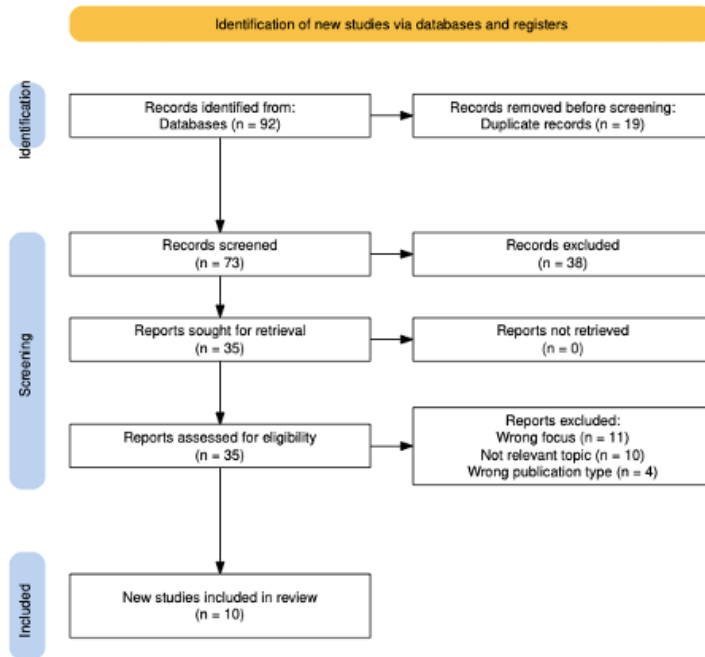 Identification of new studies via databases and registers
Identification
Records identified from:
Databases (n = 92)
Records removed before screening:
Duplicate records (n = 19)
Screening
Records screened
(n = 73)
Records excluded
(n = 38)
Reports sought for retrieval
(n = 35)
Reports not retrieved
(n = 0)
Reports assessed for eligibility
(n = 35)
Reports excluded:
Wrong focus (n = 11)
Not relevant topic (n = 10)
Wrong publication type (n = 4)
Included
New studies included in review
(n = 10)